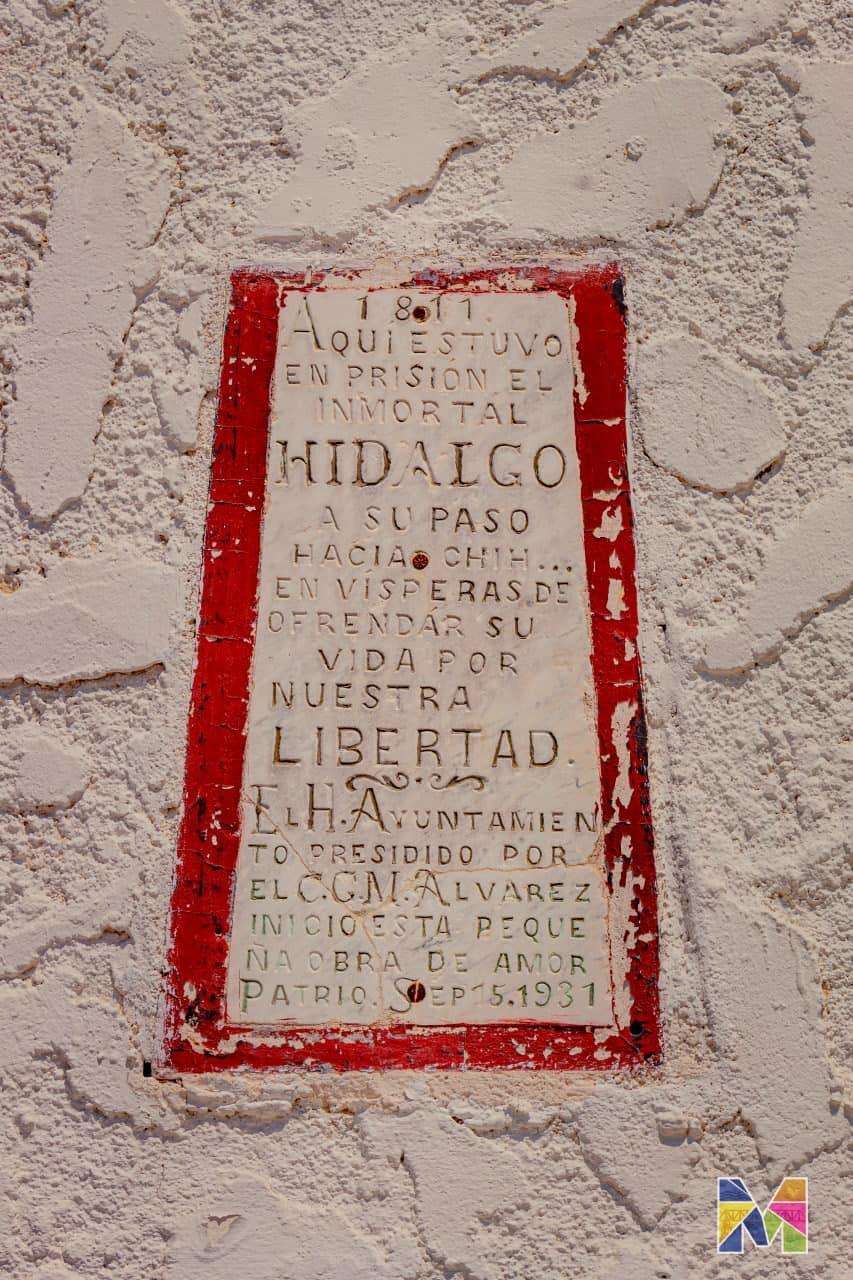 1811.
AQUÍ ESTUVO
EN PRISIÓN EL
INMORTAL
HIDALGO
A SU PASO
HACIA CHIH...
EN VÍSPERAS DE
OFRENDAR SU
VIDA POR
NUESTRA
LIBERTAD.
EL H. AYUNTAMIEN
TO PRESIDIDO POR
EL C. G. M. ALVAREZ
INICIO ESTA PEQUE
ÑA OBRA DE AMOR
PATRIO. SEP 15. 1931
M